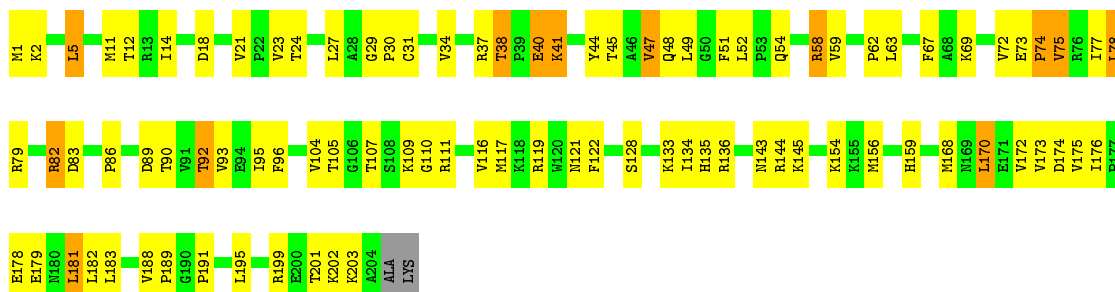 M1 K2 L5 M11 T12 R13 I14 D18 V21 P22 V23 T24 L27 A28 G29 P30 C31 V34 R37 T38 P39 E40 K41 Y44 T45 A46 V47 Q48 L49 G50 F51 L52 P53 Q54 R58 V59 P62 L63 F67 A68 K69 V72 E73 P74 V75 R76 I77 L78
R79 R82 D83 P86 D89 T90 V91 T92 V93 E94 I95 F96 V104 T105 G106 T107 S108 K109 G110 R111 V116 M117 K118 R119 W120 N121 F122 S128 K133 I134 H135 R136 N143 R144 K145 K154 K155 M156 H159 M168 N169 L170 E171 V172 V173 D174 V175 I176
E178 E179 N180 L181 L182 L183 V188 P189 G190 P191 L195 R199 E200 T201 K202 K203 A204 ALA LYS